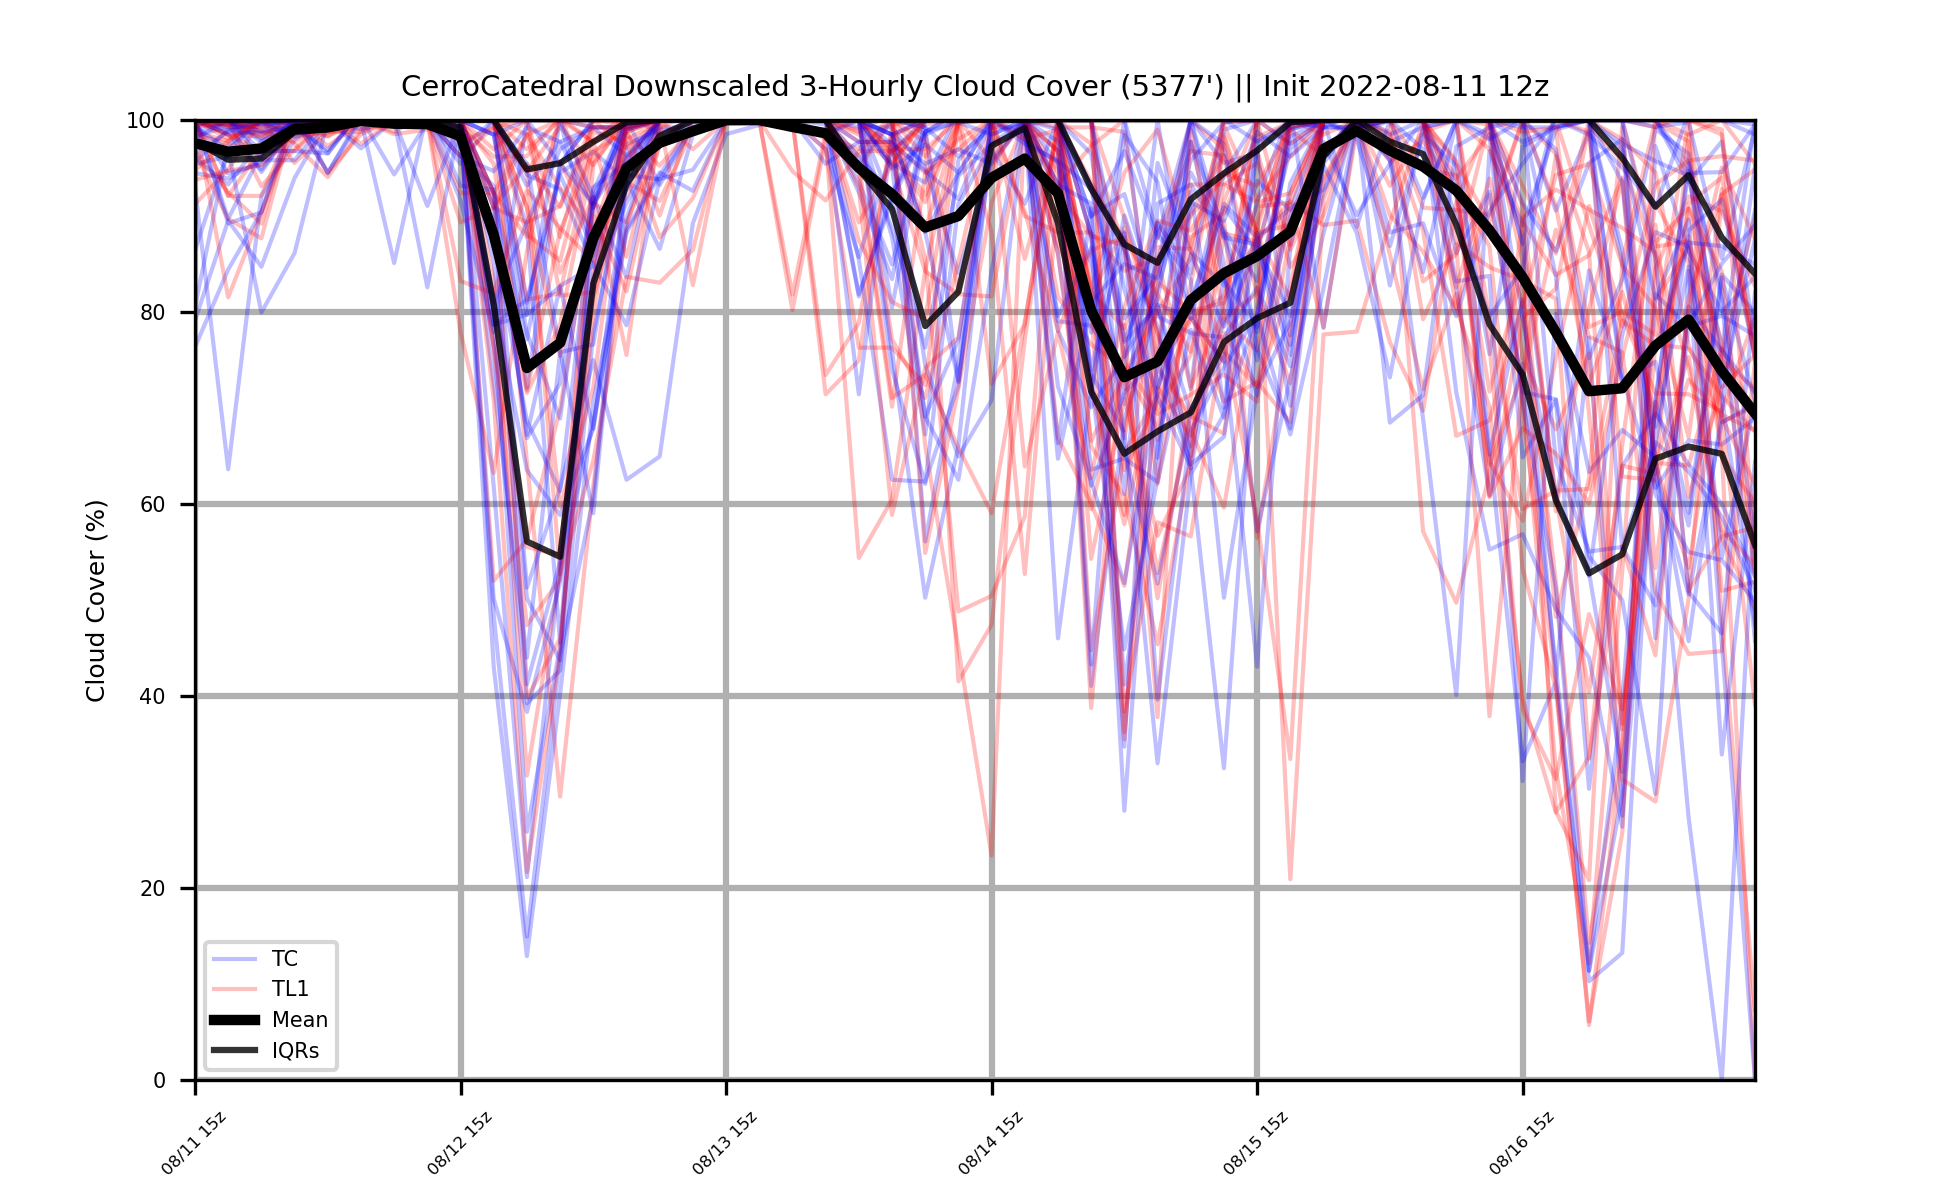 CerroCatedral Downscaled 3-Hourly Cloud Cover (5377') || Init 2022-08-11 12z
Cloud Cover (%)
100
80
60
40
20
0
TC
TL1
Mean
IQRs
08/11 15z
08/12 15z
08/13 15z
08/14 15z
08/15 15z
08/16 15z